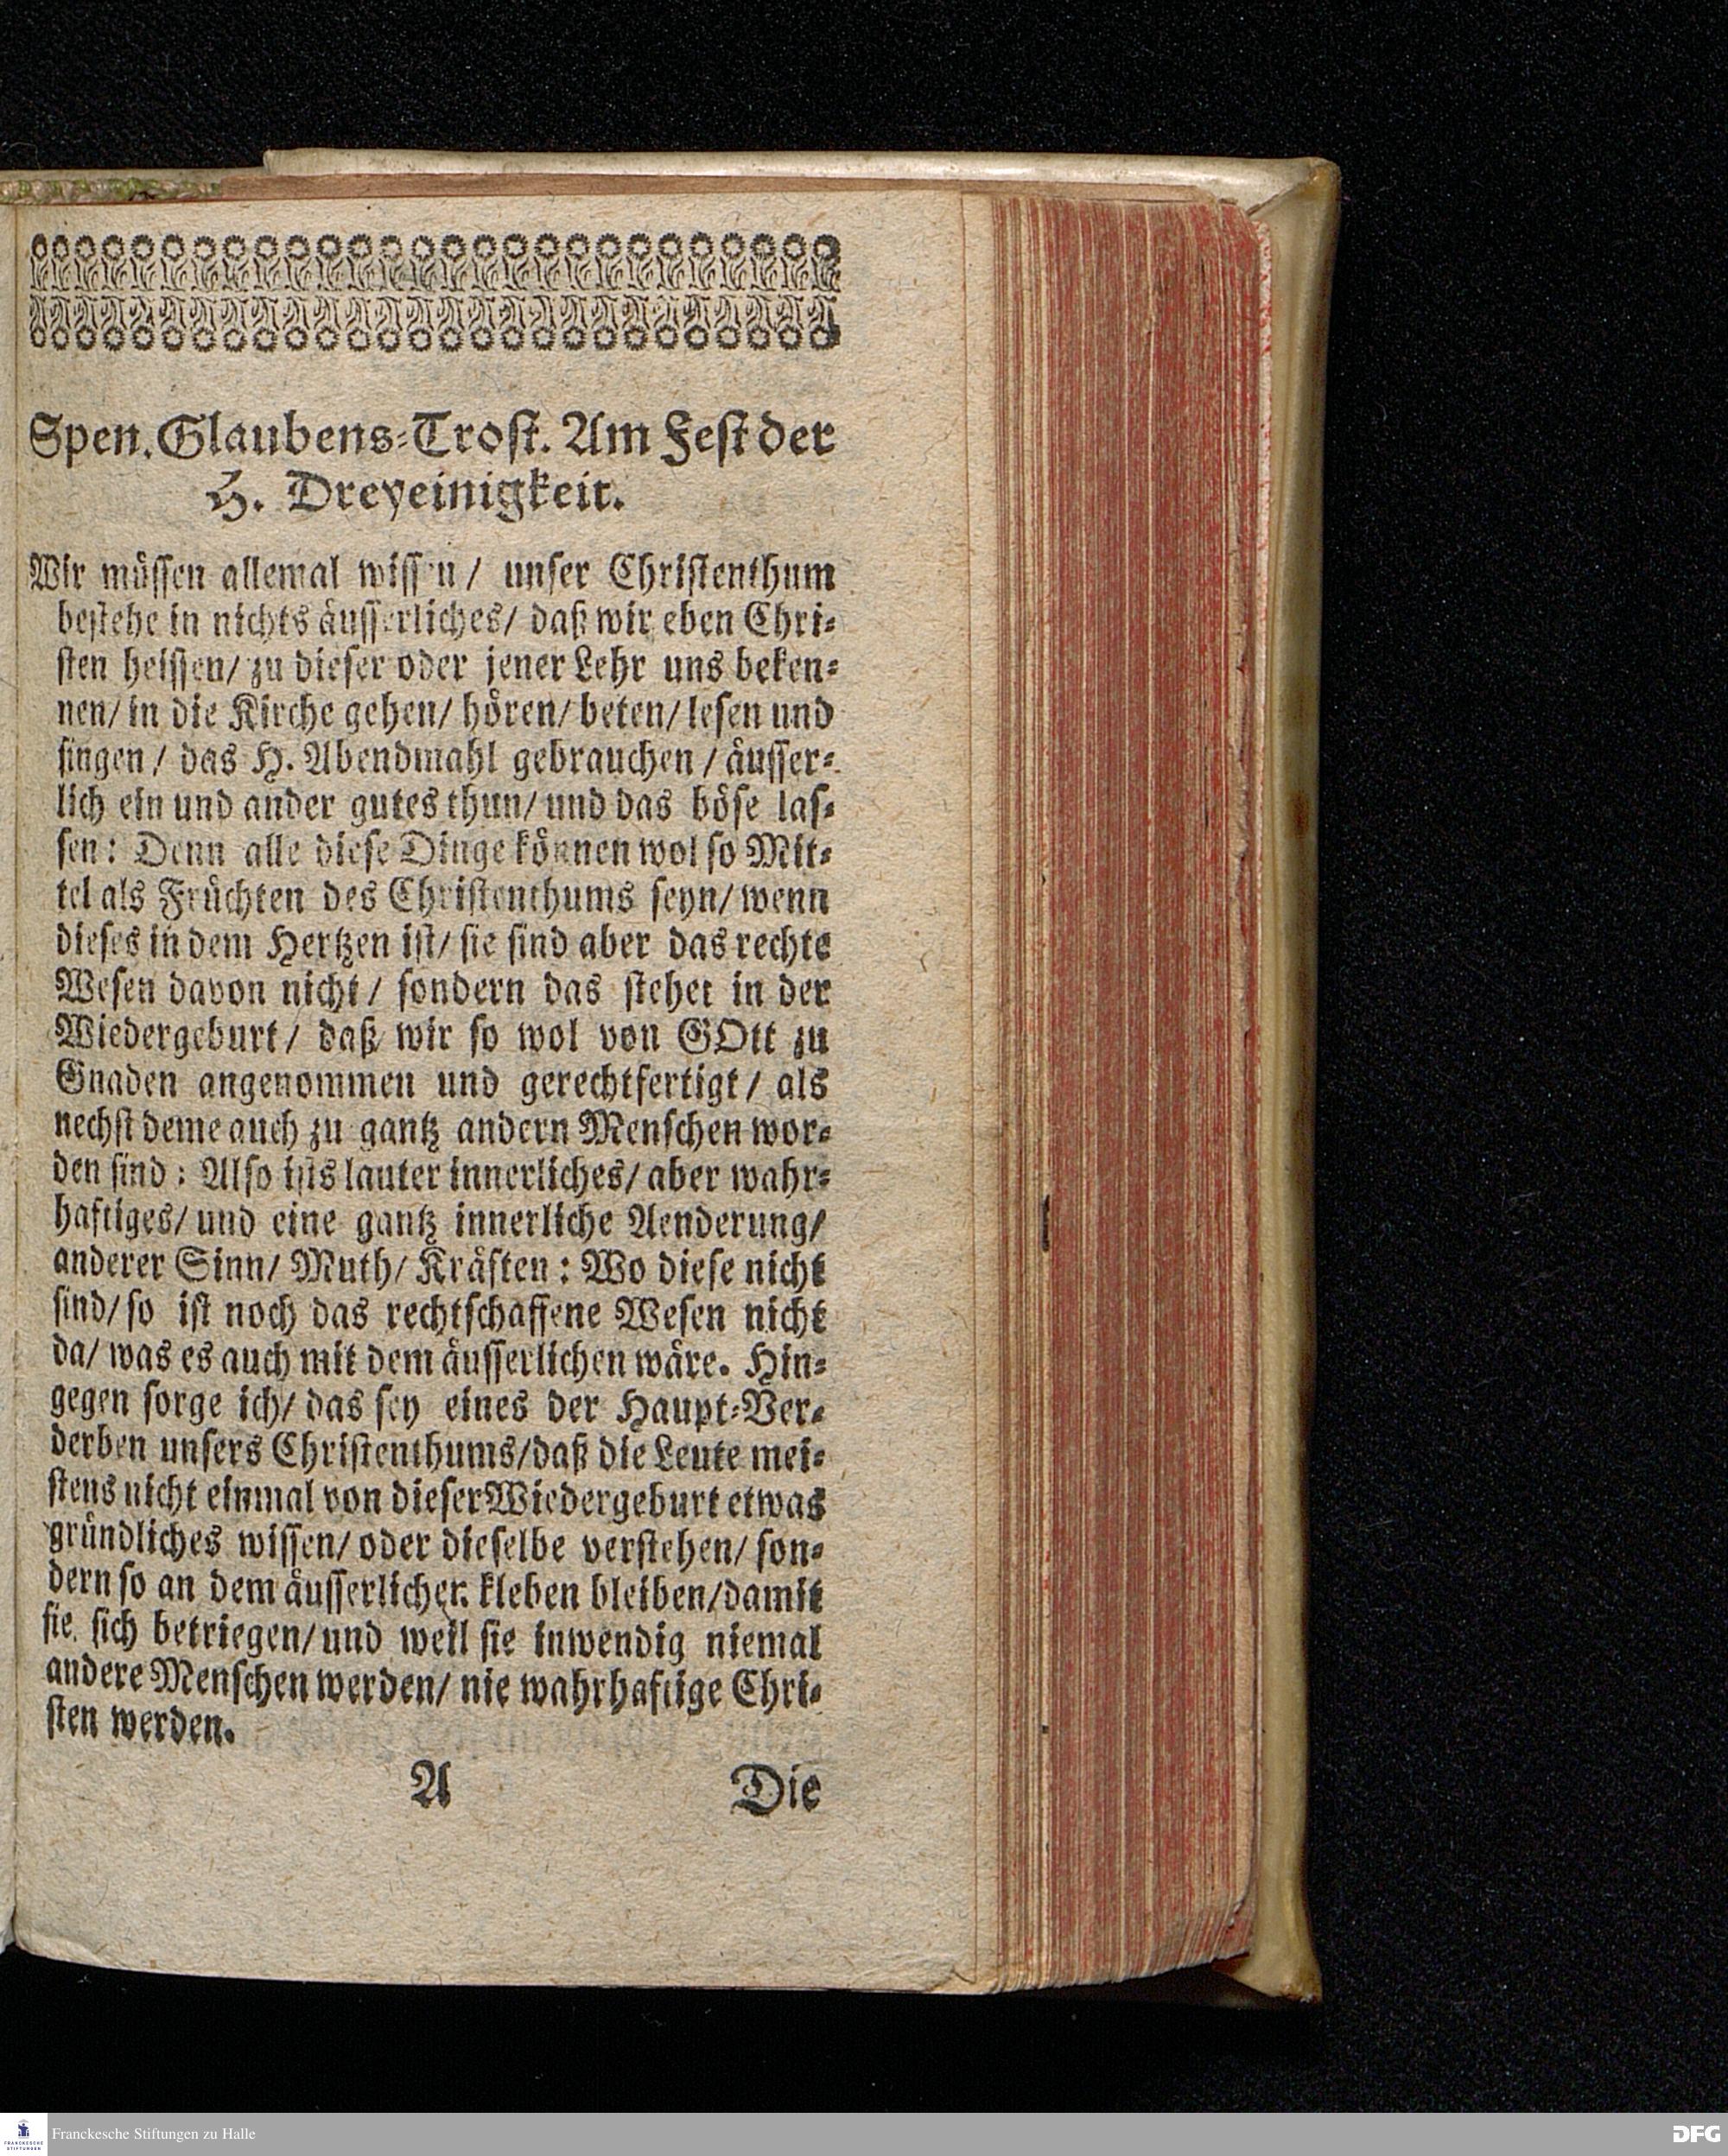 Spen. Glaubens-Trost. Am Fest der
H. Dreyeinigkeit.
Wir müssen allemal wissen / unser Christenthum
bestehe in nichts äusserliches / daß wir eben Chri-
sten heissen / zu dieser oder jener Lehr uns beken-
nen / in die Kirche gehen / hören / beten / lesen und
singen / das H. Abendmahl gebrauchen / äusser-
lich ein und ander gutes thun / und das böse las-
sen: Denn alle diese Dinge können wol so Mit-
tel als Früchten des Christenthums seyn / wenn
dieses in dem Hertzen ist / sie sind aber das rechte
Wesen davon nicht / sondern das stehet in der
Wiedergeburt / daß wir so wol von GOtt zu
Gnaden angenommen und gerechtfertigt / als
nechst deme auch zu gantz andern Menschen wor-
den sind: Also ists lauter innerliches / aber wahr-
haftiges / und eine gantz innerliche Aenderung /
anderer Sinn / Muth / Kräften: Wo diese nicht
sind / so ist noch das rechtschaffene Wesen nicht
da / was es auch mit dem äusserlichen wäre. Hin-
gegen sorge ich / das sey eines der Haupt-Ver-
derben unsers Christenthums / daß die Leute mei-
stens nicht einmal von dieser Wiedergeburt etwas
gründliches wissen / oder dieselbe verstehen / son-
dern so an dem äusserlichen kleben bleiben / damit
sie sich betriegen / und weil sie inwendig niemal
andere Menschen werden / nie wahrhaftige Chri-
sten werden.
A Die
FRANCKESCHE STIFTUNGEN
Franckesche Stiftungen zu Halle
DFG